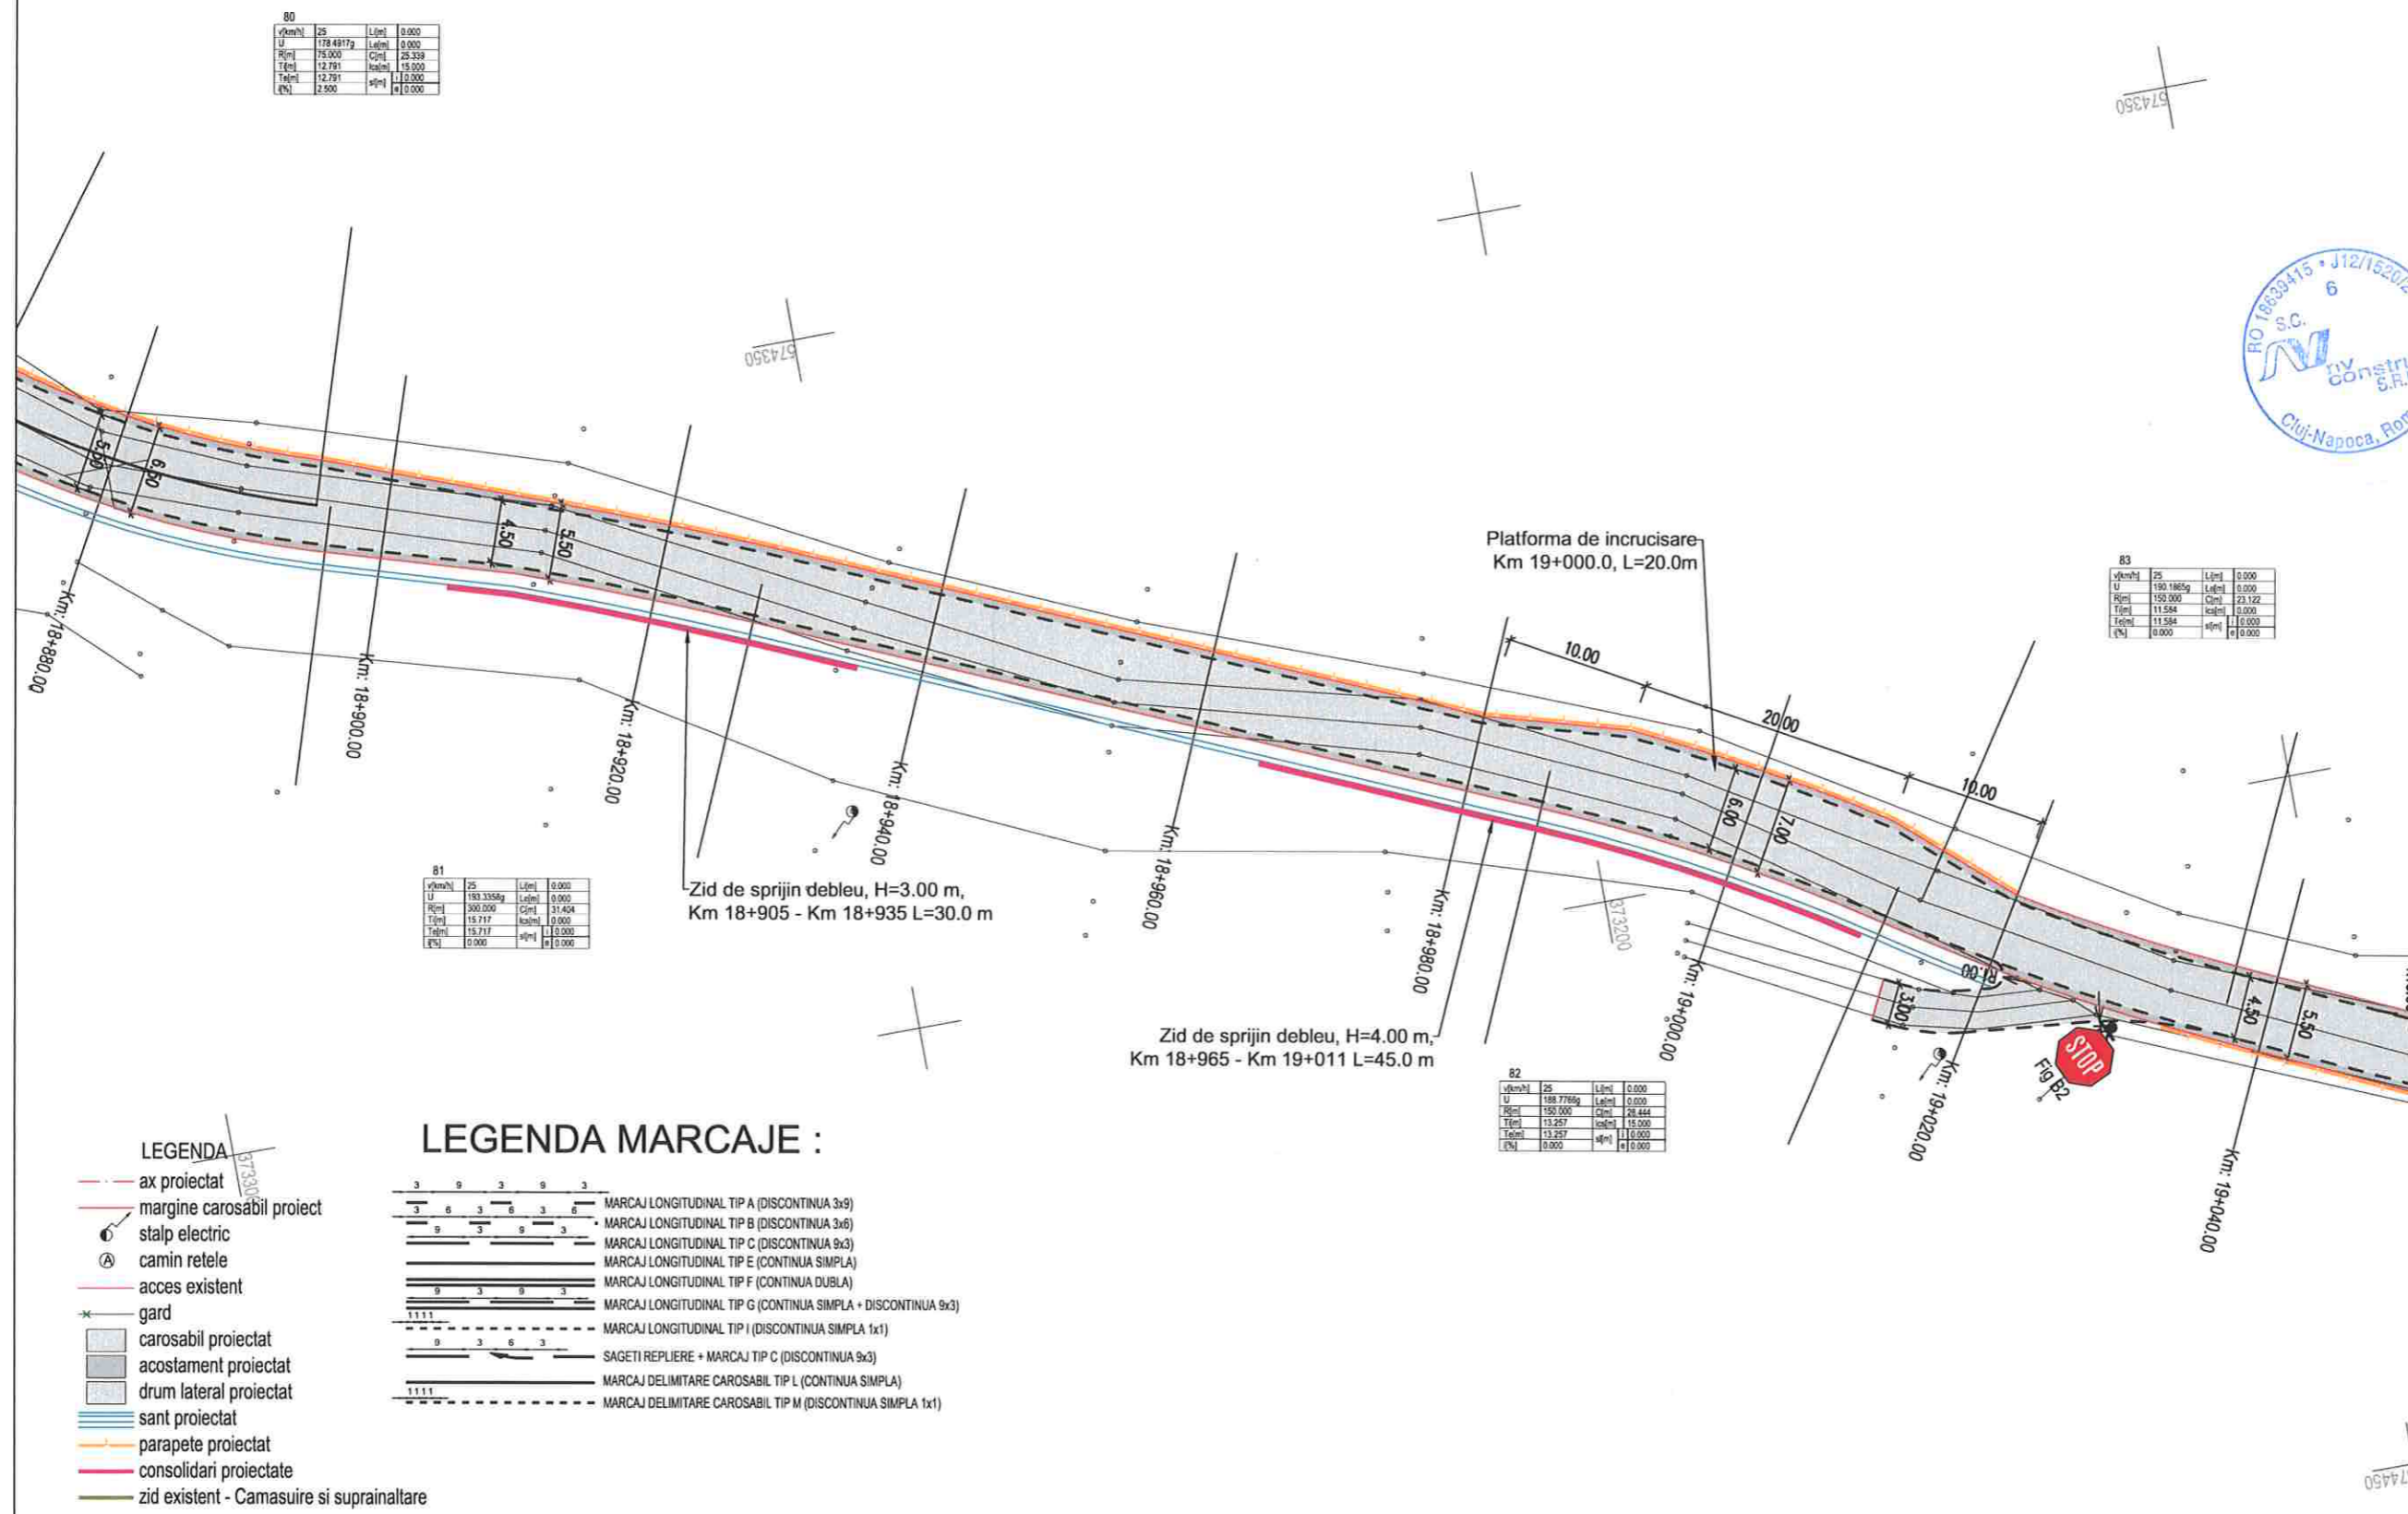 80
v[km/h] 25 L[m] 0.000
U 178.4917g Le[m] 0.000
R[m] 75.000 C[m] 25.339
T[m] 12.791 lcs[m] 15.000
Te[m] 12.791 s[m] i 0.000
i[%] 2.500 e 0.000
574350
574350
RO 18639415 • J12/1520/2
6
S.C.
nv
constru
S.R.
Cluj-Napoca, Rom
5.50
6.50
4.50
5.50
Platforma de incrucisare
Km 19+000.0, L=20.0m
83
v[km/h] 25 L[m] 0.000
U 190.1865g Le[m] 0.000
R[m] 150.000 C[m] 23.122
T[m] 11.584 lcs[m] 0.000
Te[m] 11.584 s[m] i 0.000
i[%] 0.000 e 0.000
10.00
20.00
10.00
6.00
7.00
Km: 18+880.00
Km: 18+900.00
Km: 18+920.00
Km: 18+940.00
Km: 18+960.00
Km: 18+980.00
Km: 19+000.00
Km: 19+020.00
Km: 19+040.00
81
v[km/h] 25 L[m] 0.000
U 193.3358g Le[m] 0.000
R[m] 300.000 C[m] 31.404
T[m] 15.717 lcs[m] 0.000
Te[m] 15.717 s[m] i 0.000
i[%] 0.000 e 0.000
Zid de sprijin debleu, H=3.00 m,
Km 18+905 - Km 18+935 L=30.0 m
373200
3.00
4.50
5.50
STOP
Fig B2
Zid de sprijin debleu, H=4.00 m,
Km 18+965 - Km 19+011 L=45.0 m
82
v[km/h] 25 L[m] 0.000
U 188.7766g Le[m] 0.000
R[m] 150.000 C[m] 26.444
T[m] 13.257 lcs[m] 15.000
Te[m] 13.257 s[m] i 0.000
i[%] 0.000 e 0.000
LEGENDA
ax proiectat
margine carosabil proiect
stalp electric
A camin retele
acces existent
gard
carosabil proiectat
acostament proiectat
drum lateral proiectat
sant proiectat
parapete proiectat
consolidari proiectate
zid existent - Camasuire si suprainaltare
LEGENDA MARCAJE :
3 9 3 9 3
MARCAJ LONGITUDINAL TIP A (DISCONTINUA 3x9)
3 6 3 6 3 6
MARCAJ LONGITUDINAL TIP B (DISCONTINUA 3x6)
9 3 9 3
MARCAJ LONGITUDINAL TIP C (DISCONTINUA 9x3)
MARCAJ LONGITUDINAL TIP E (CONTINUA SIMPLA)
MARCAJ LONGITUDINAL TIP F (CONTINUA DUBLA)
9 3 9 3
MARCAJ LONGITUDINAL TIP G (CONTINUA SIMPLA + DISCONTINUA 9x3)
1111
MARCAJ LONGITUDINAL TIP I (DISCONTINUA SIMPLA 1x1)
9 3 6 3
SAGETI REPLIERE + MARCAJ TIP C (DISCONTINUA 9x3)
MARCAJ DELIMITARE CAROSABIL TIP L (CONTINUA SIMPLA)
1111
MARCAJ DELIMITARE CAROSABIL TIP M (DISCONTINUA SIMPLA 1x1)